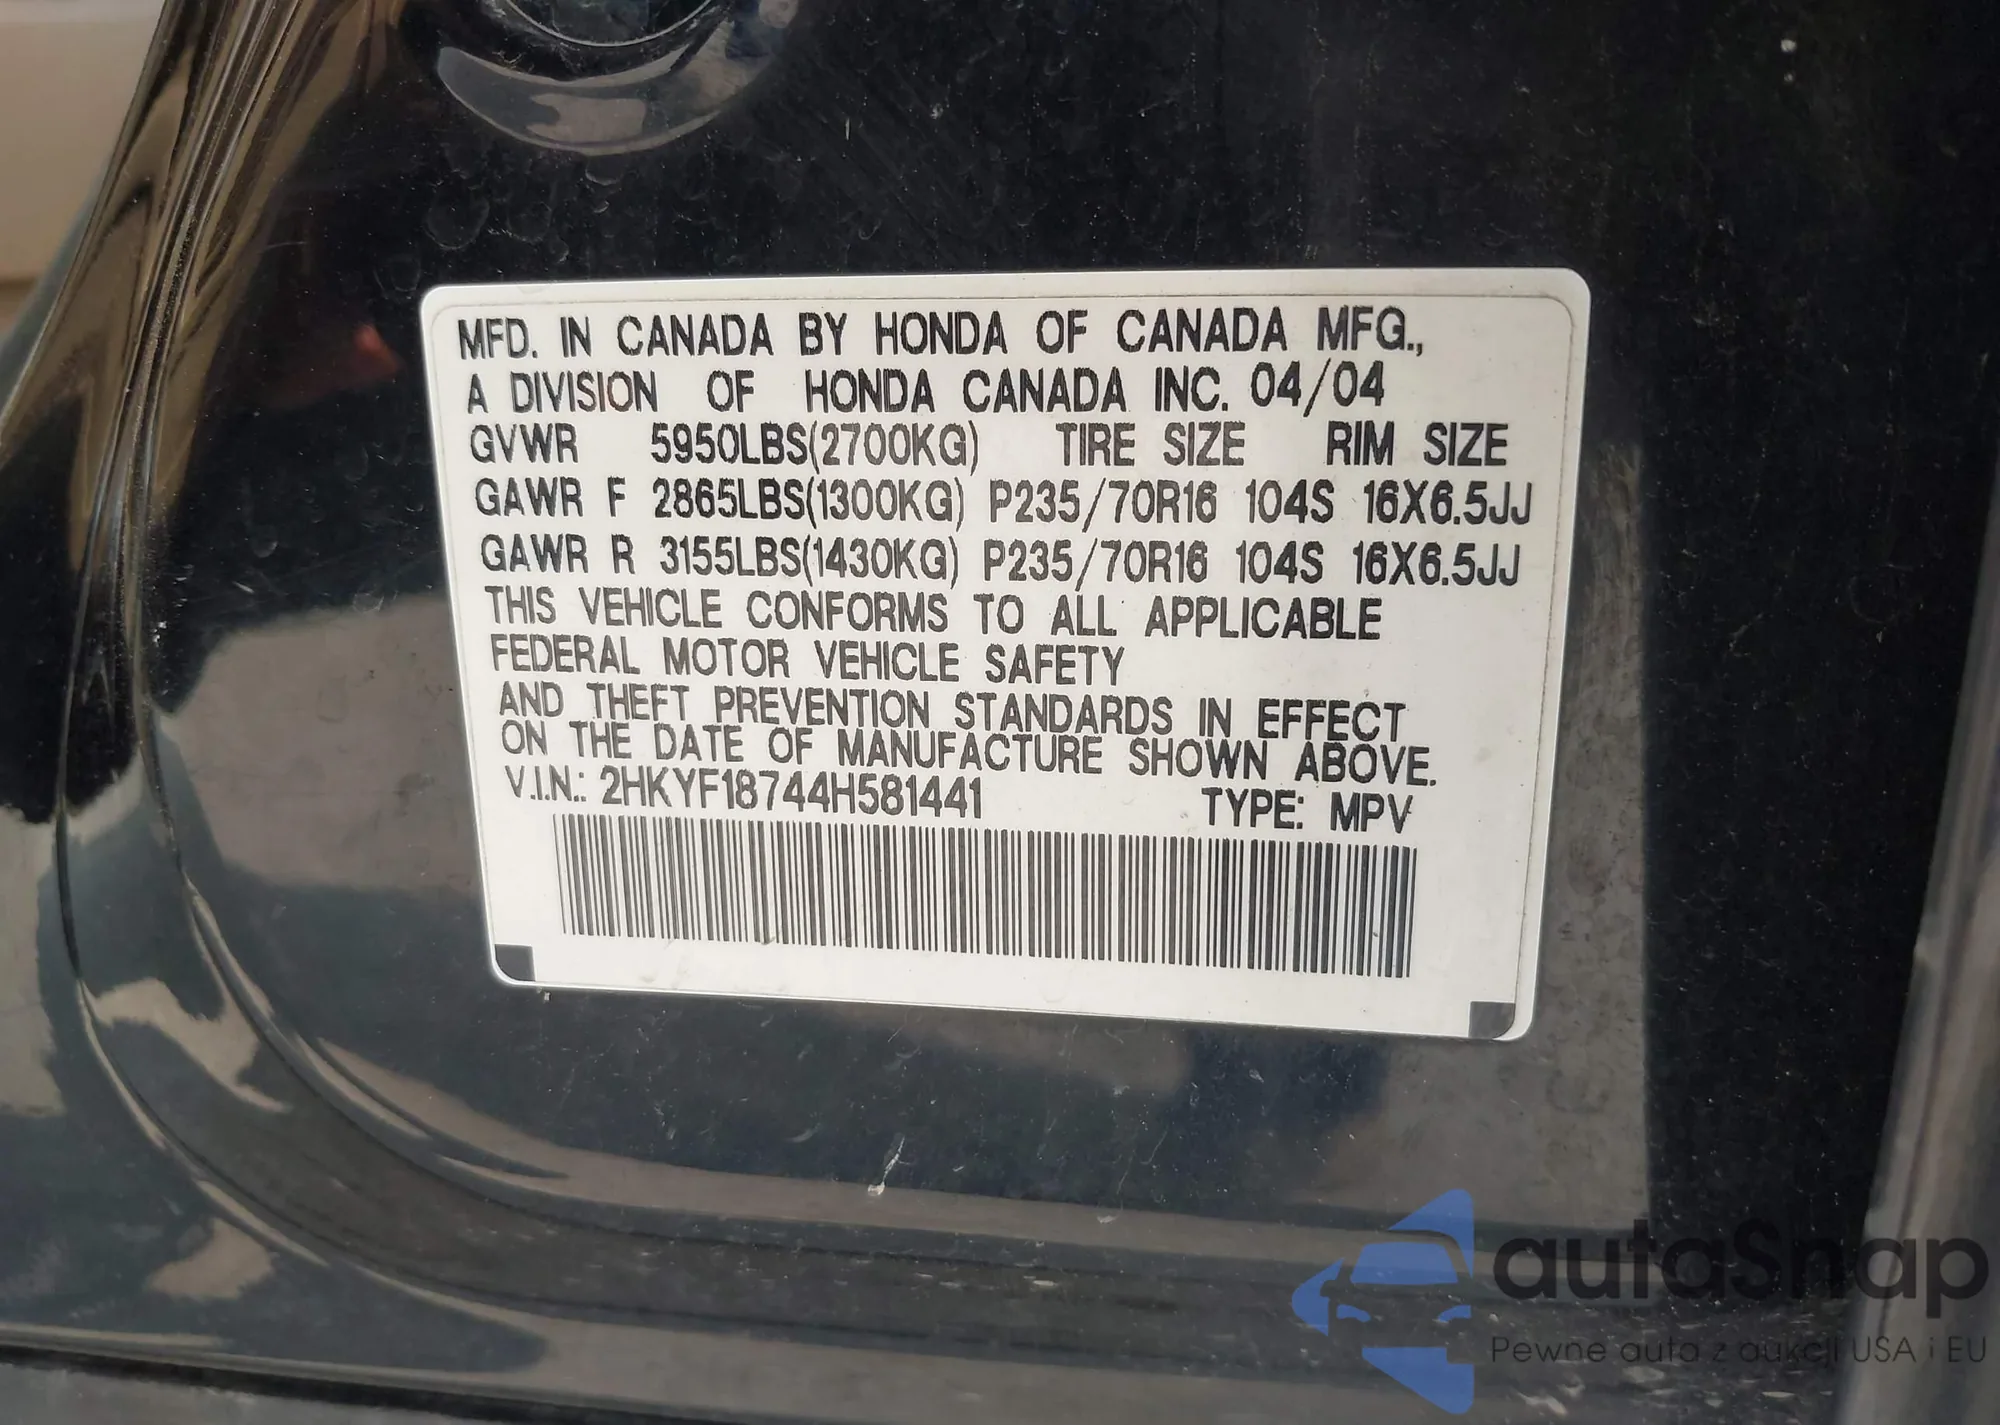 MFD. IN CANADA BY HONDA OF CANADA MFG.,
A DIVISION OF HONDA CANADA INC. 04/04
GVWR 5950LBS(2700KG) TIRE SIZE RIM SIZE
GAWR F 2865LBS(1300KG) P235/70R16 104S 16X6.5JJ
GAWR R 3155LBS(1430KG) P235/70R16 104S 16X6.5JJ
THIS VEHICLE CONFORMS TO ALL APPLICABLE
FEDERAL MOTOR VEHICLE SAFETY
AND THEFT PREVENTION STANDARDS IN EFFECT
ON THE DATE OF MANUFACTURE SHOWN ABOVE.
V.I.N.: 2HKYF18744H581441 TYPE: MPV
autoSnap
Pewne auta z aukcji USA i EU